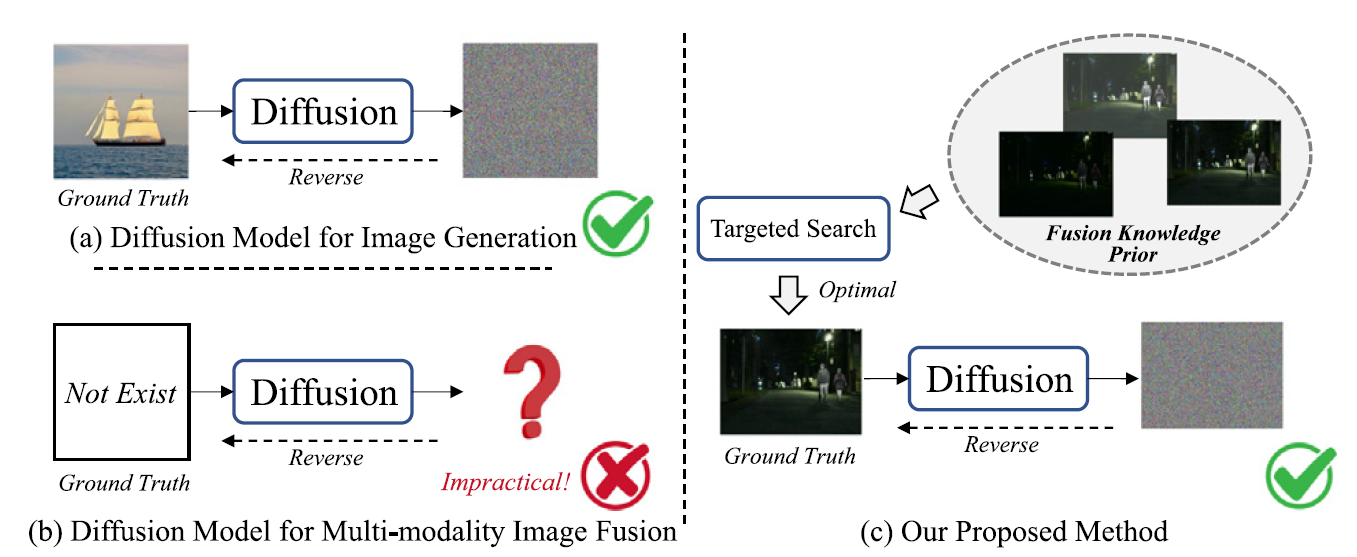 Diffusion
Reverse
Ground Truth
(a) Diffusion Model for Image Generation
Not Exist
Diffusion
Reverse
Ground Truth
Impractical!
(b) Diffusion Model for Multi-modality Image Fusion
Fusion Knowledge
Prior
Targeted Search
Optimal
Diffusion
Reverse
Ground Truth
(c) Our Proposed Method